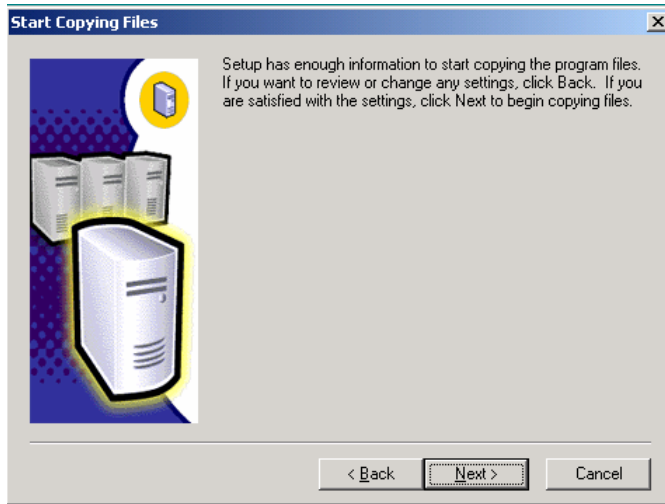 Start Copying Files
Setup has enough information to start copying the program files.
If you want to review or change any settings, click Back. If you
are satisfied with the settings, click Next to begin copying files.
< Back
Next >
Cancel